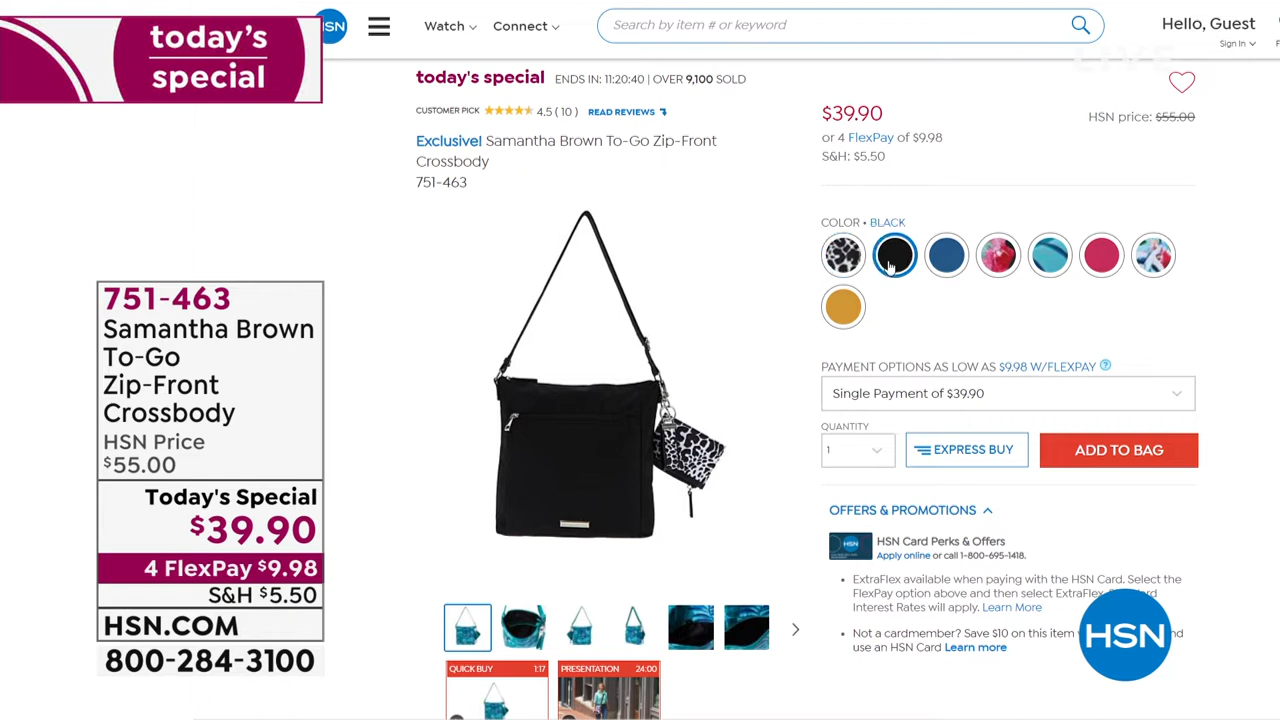 today's
special
HSN
Watch
Connect
Search by item # or keyword
Hello, Guest
Sign In
LIVE
today's special ENDS IN: 11:20:40 | OVER 9,100 SOLD
CUSTOMER PICK 4.5 ( 10 ) READ REVIEWS
Exclusive! Samantha Brown To-Go Zip-Front
Crossbody
751-463
$39.90
HSN price: $55.00
or 4 FlexPay of $9.98
S&H: $5.50
COLOR • BLACK
PAYMENT OPTIONS AS LOW AS $9.98 W/FLEXPAY ?
Single Payment of $39.90
QUANTITY
1
EXPRESS BUY
ADD TO BAG
OFFERS & PROMOTIONS
HSN
HSN Card Perks & Offers
Apply online or call 1-800-695-1418.
• ExtraFlex available when paying with the HSN Card. Select the
FlexPay option above and then select ExtraFlex.
Interest Rates will apply. Learn More
• Not a cardmember? Save $10 on this item
use an HSN Card Learn more
HSN
751-463
Samantha Brown
To-Go
Zip-Front
Crossbody
HSN Price
$55.00
Today's Special
$39.90
4 FlexPay $9.98
S&H $5.50
HSN.COM
800-284-3100
QUICK BUY 1:17
PRESENTATION 24:00